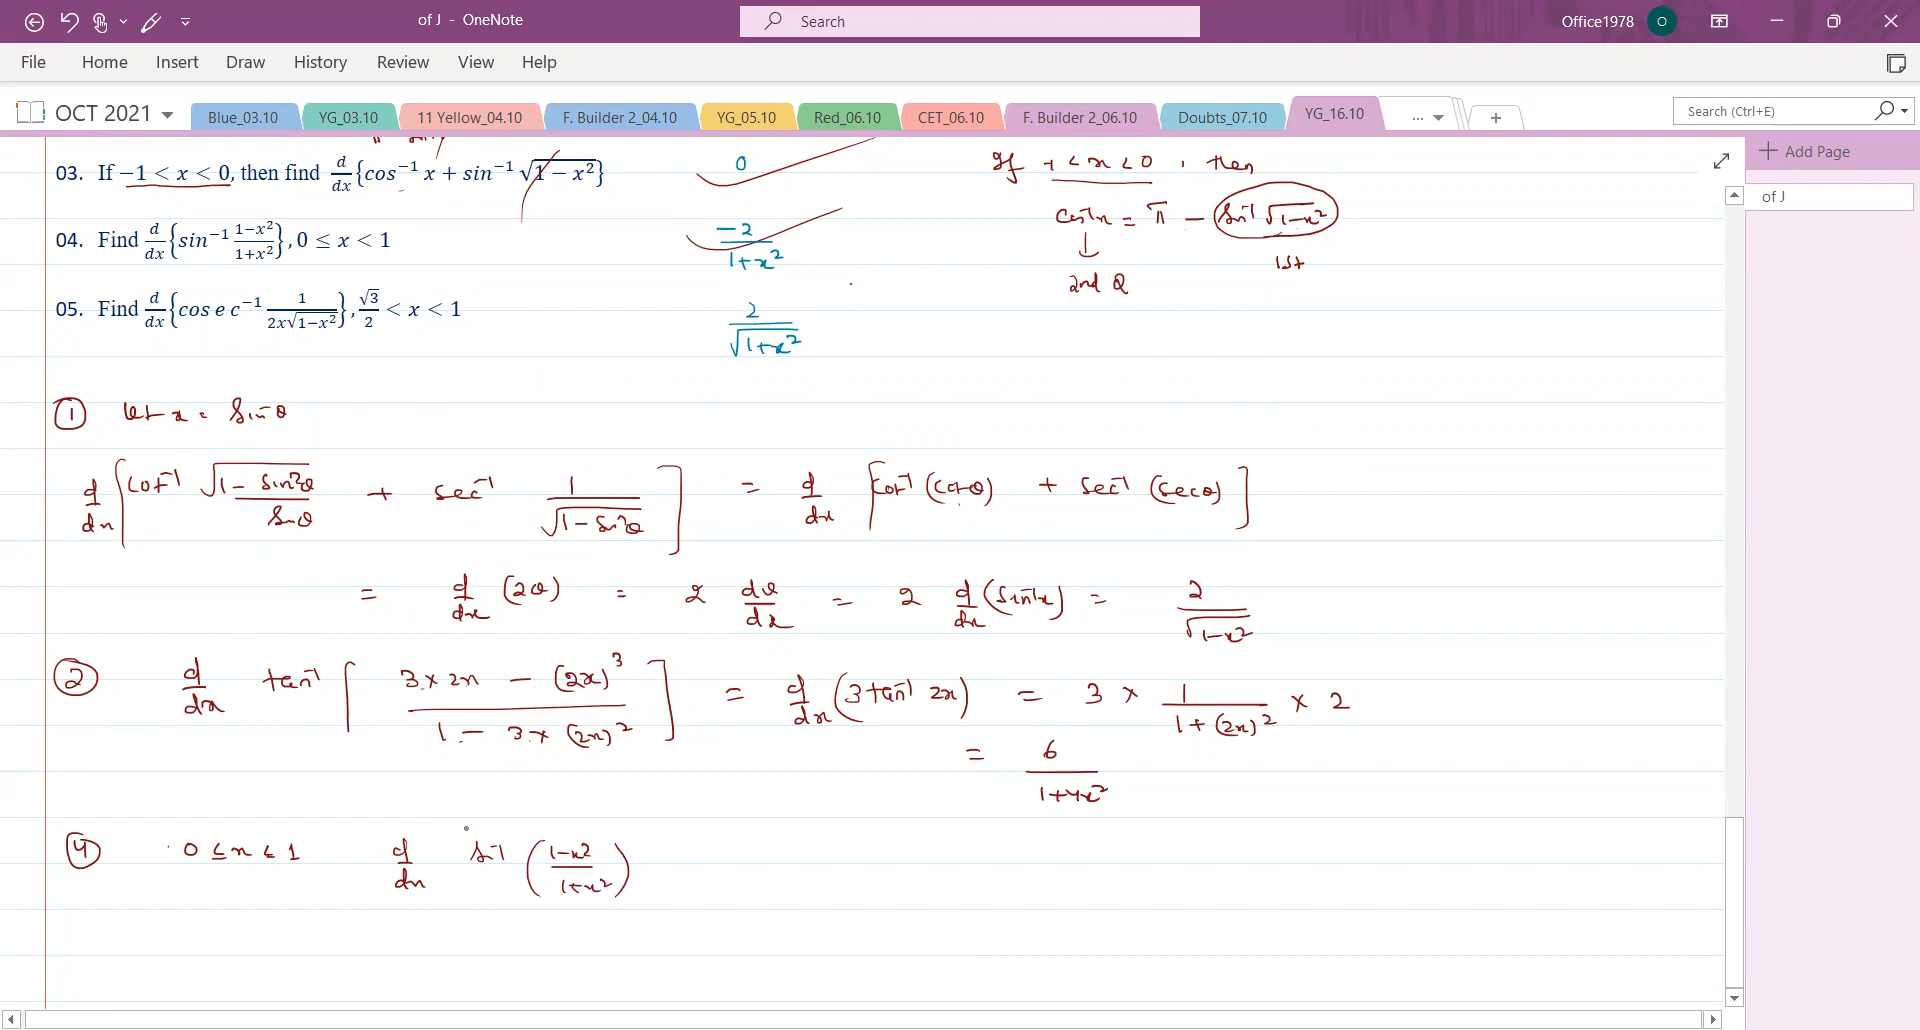 of J - OneNote
Search
Office1978
O
File Home Insert Draw History Review View Help
OCT 2021
Blue_03.10 YG_03.10 11 Yellow_04.10 F. Builder 2_04.10 YG_05.10 Red_06.10 CET_06.10 F. Builder 2_06.10 Doubts_07.10 YG_16.10 ... +
Search (Ctrl+E)
+ Add Page
of J
03. If −1 < x < 0, then find d/dx {cos⁻¹ x + sin⁻¹ √(1 − x²)} 0
If -1 < x < 0, then
cos⁻¹x = π − sin⁻¹ √(1−x²)
↓ 1st
2nd Q
04. Find d/dx {sin⁻¹ (1−x²)/(1+x²)}, 0 ≤ x < 1 −2/(1+x²)
05. Find d/dx {cos e c⁻¹ 1/(2x√(1−x²))}, √3/2 < x < 1 2/√(1+x²)
① Let x = sin θ
d/dx [cot⁻¹ √(1 − sin²θ)/sinθ + sec⁻¹ 1/√(1 − sin²θ)] = d/dx [cot⁻¹ (cotθ) + sec⁻¹ (secθ)]
= d/dx (2θ) = 2 dθ/dx = 2 d/dx (sin⁻¹x) = 2/√(1−x²)
② d/dx tan⁻¹ [(3×2x − (2x)³)/(1 − 3×(2x)²)] = d/dx (3tan⁻¹ 2x) = 3 × 1/(1+(2x)²) × 2
= 6/(1+4x²)
④ 0 ≤ x < 1 d/dx sin⁻¹ ((1−x²)/(1+x²))